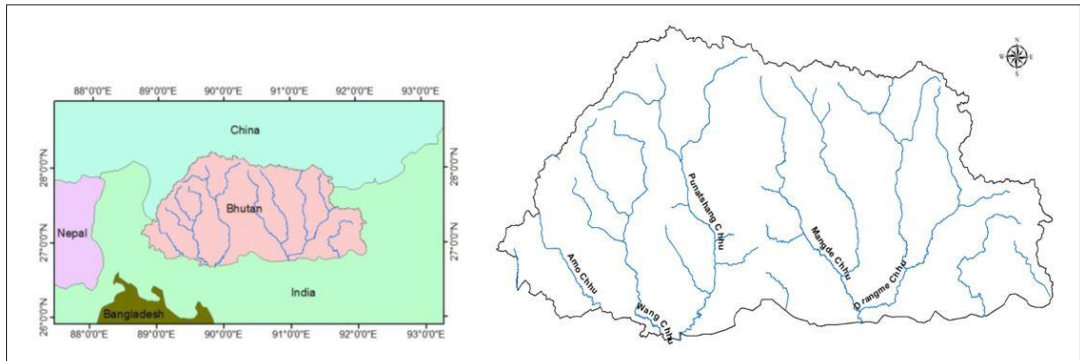 88°0'0"E 89°0'0"E 90°0'0"E 91°0'0"E 92°0'0"E 93°0'0"E
28°0'0"N
27°0'0"N
26°0'0"N
China
Bhutan
Nepal
India
Bangladesh
28°0'0"N
27°0'0"N
26°0'0"N
88°0'0"E 89°0'0"E 90°0'0"E 91°0'0"E 92°0'0"E 93°0'0"E
N
W E
S
Punatshang C hhu
Mangde Chhu
D rangme Chhu
Amo Chhu
Wang C hhu